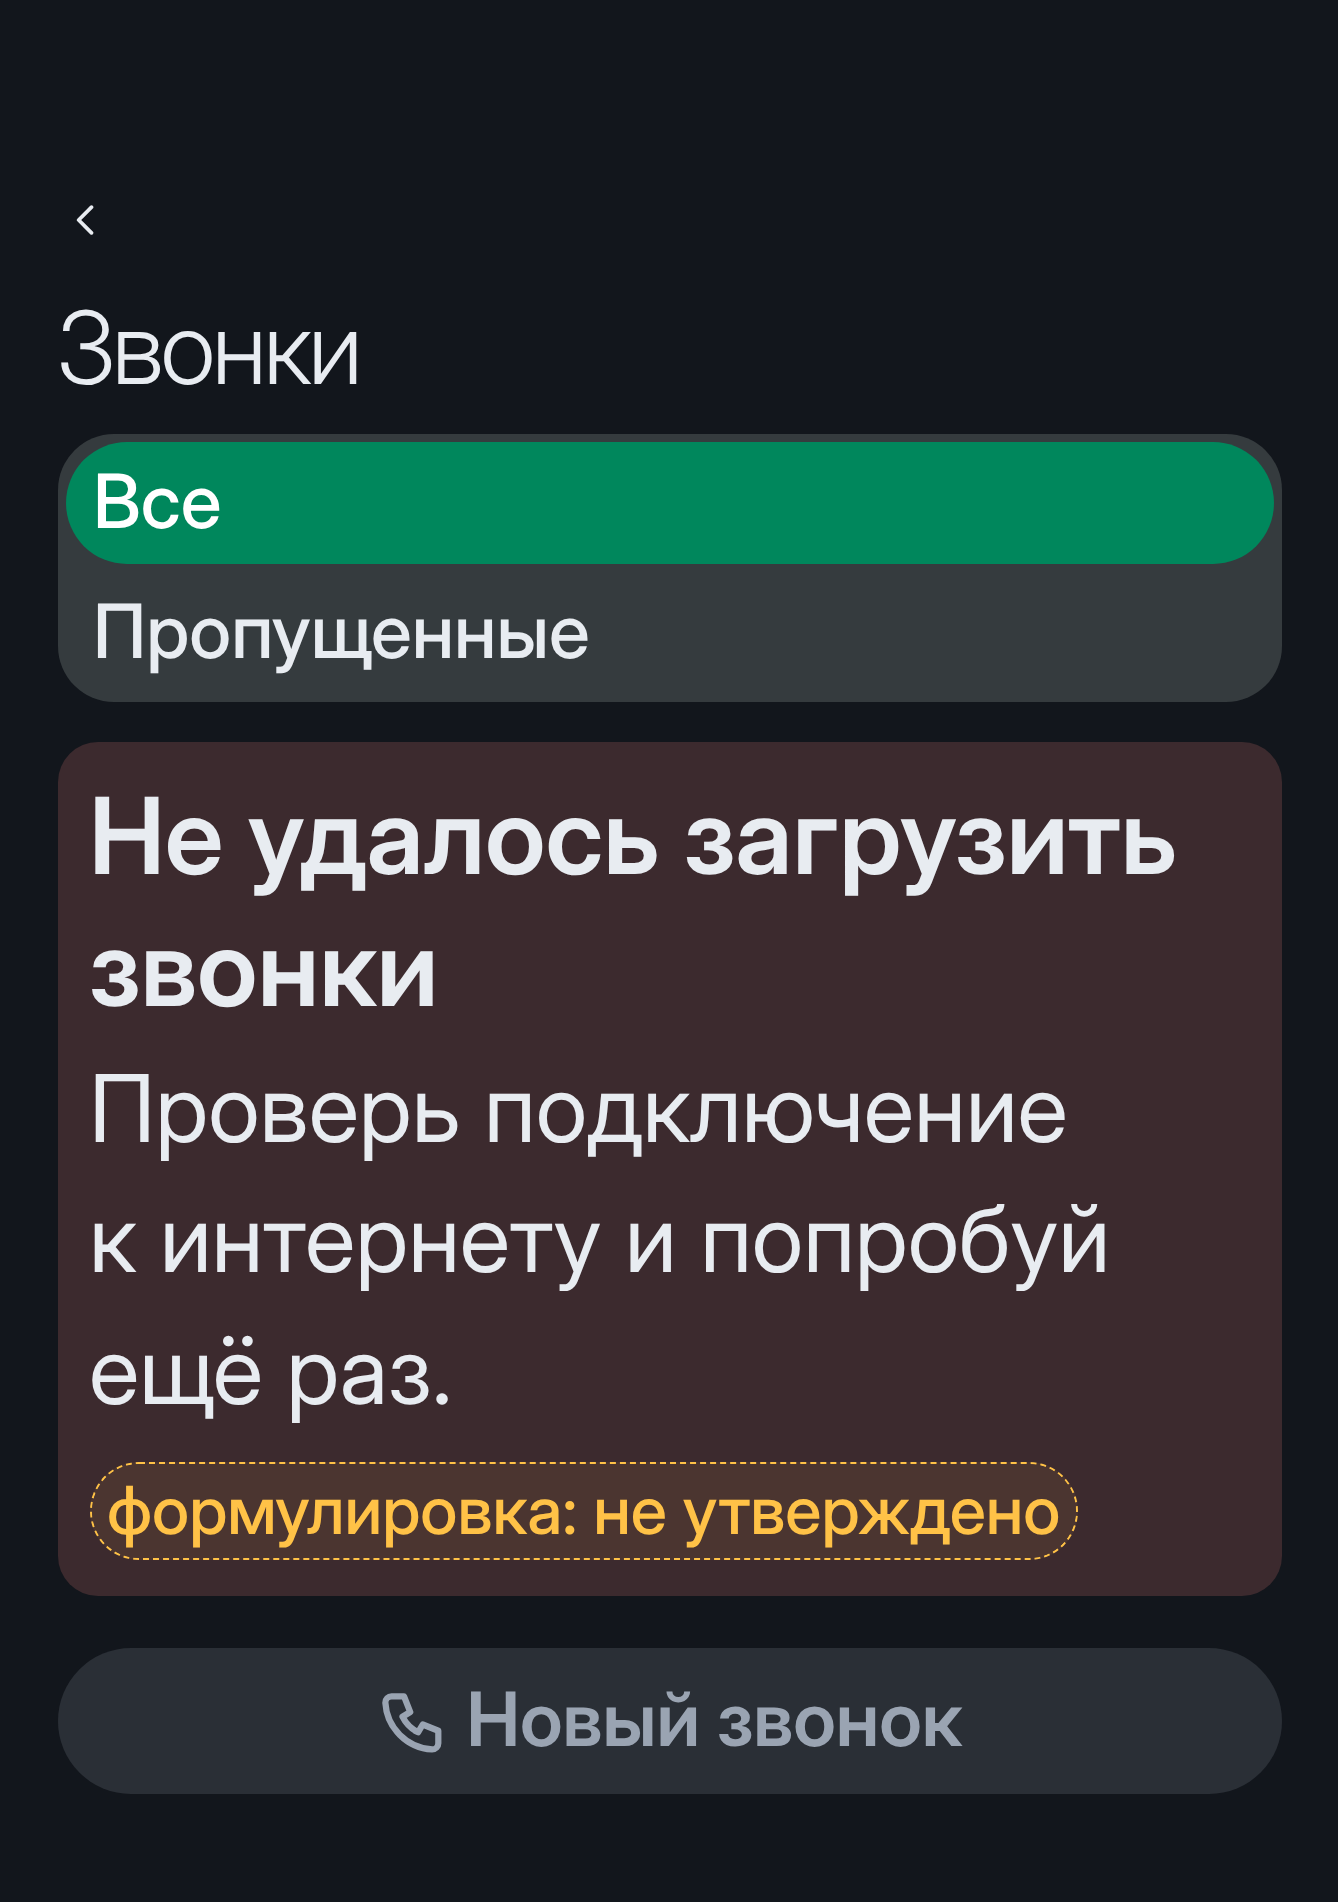 Звонки
Все
Пропущенные
Не удалось загрузить
звонки
Проверь подключение
к интернету и попробуй
ещё раз.
формулировка: не утверждено
Новый звонок